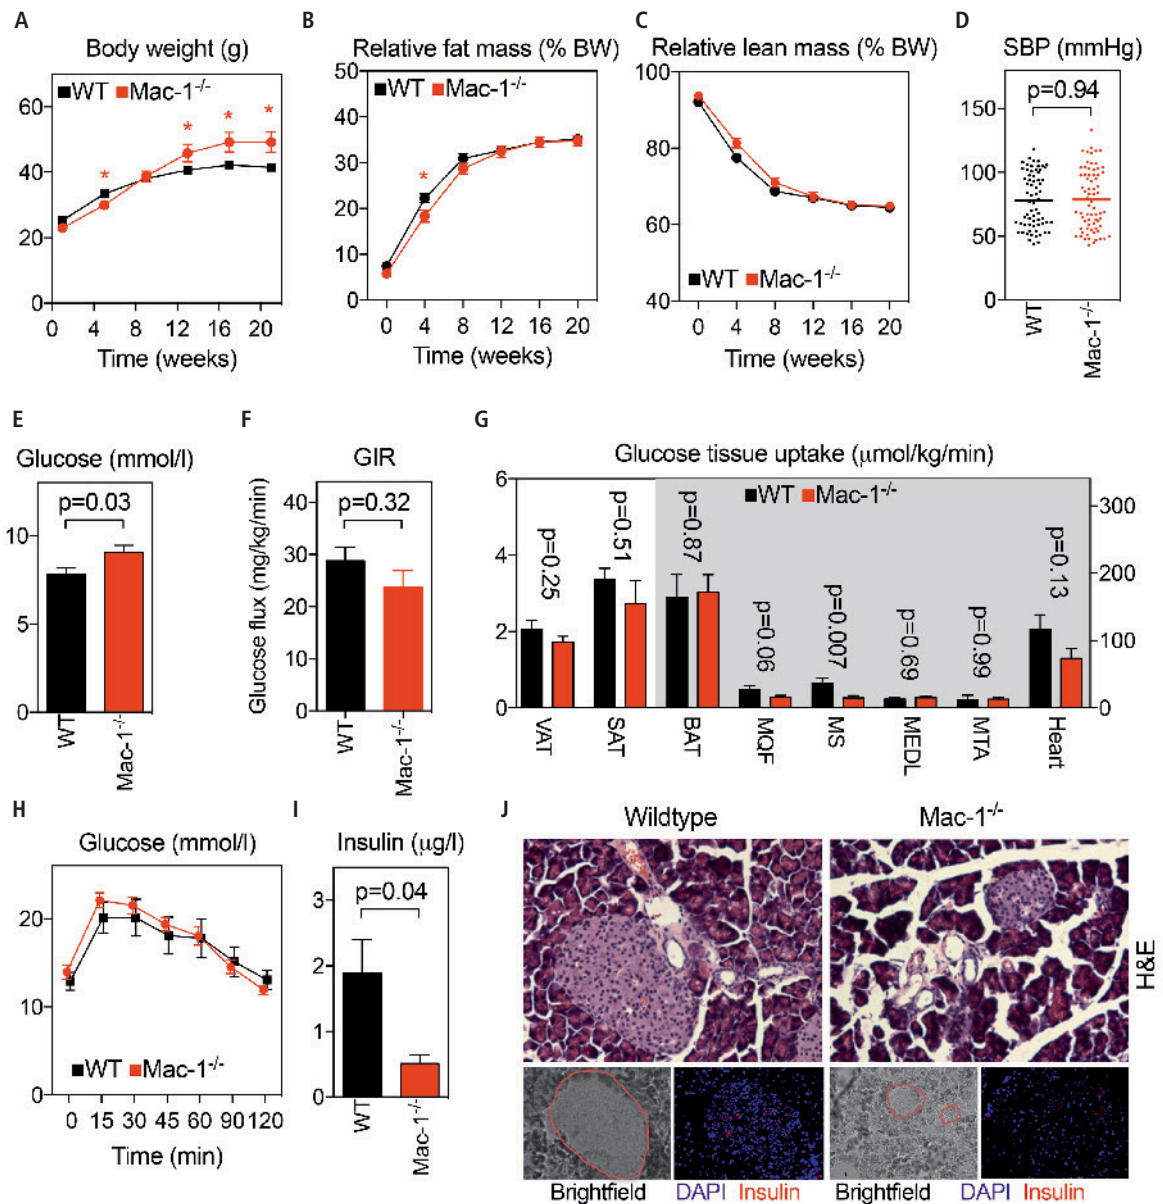 A
Body weight (g)
WT Mac-1-/-
60
40
20
0
* * * *
0 4 8 12 16 20
Time (weeks)
B
Relative fat mass (% BW)
WT Mac-1-/-
50
40
30
20
10
0
*
0 4 8 12 16 20
Time (weeks)
C
Relative lean mass (% BW)
100
80
60
40
WT Mac-1-/-
0 4 8 12 16 20
Time (weeks)
D
SBP (mmHg)
p=0.94
150
100
50
0
WT
Mac-1-/-
E
Glucose (mmol/l)
p=0.03
10
5
0
WT
Mac-1-/-
F
GIR
Glucose flux (mg/kg/min)
p=0.32
40
30
20
10
0
WT
Mac-1-/-
G
Glucose tissue uptake (µmol/kg/min)
WT Mac-1-/-
6
4
2
0
300
200
100
0
p=0.25
p=0.51
p=0.87
p=0.06
p=0.007
p=0.69
p=0.99
p=0.13
VAT
SAT
BAT
MQF
MS
MEDL
MTA
Heart
H
Glucose (mmol/l)
20
10
0
WT Mac-1-/-
0 15 30 45 60 90 120
Time (min)
I
Insulin (µg/l)
p=0.04
3
2
1
0
WT
Mac-1-/-
J
Wildtype
Mac-1-/-
H&E
Brightfield
DAPI Insulin
Brightfield
DAPI Insulin